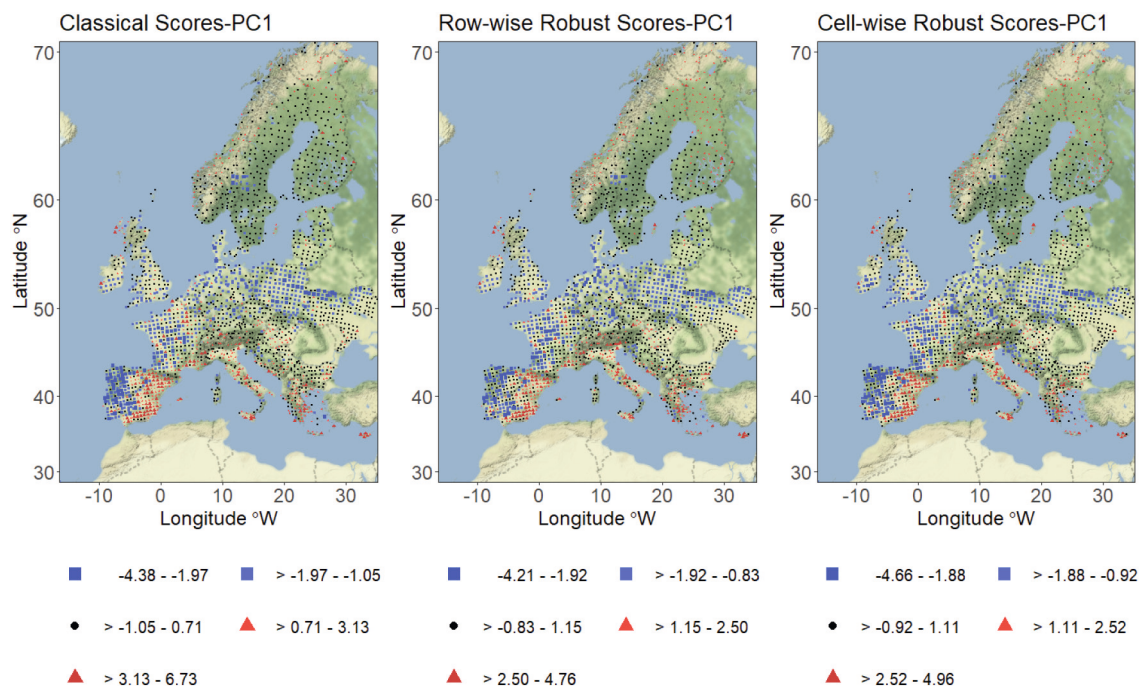 Classical Scores-PC1
Row-wise Robust Scores-PC1
Cell-wise Robust Scores-PC1
70
60
50
40
30
Latitude °N
-10 0 10 20 30
Longitude °W
70
60
50
40
30
Latitude °N
-10 0 10 20 30
Longitude °W
70
60
50
40
30
Latitude °N
-10 0 10 20 30
Longitude °W
-4.38 - -1.97
> -1.97 - -1.05
> -1.05 - 0.71
> 0.71 - 3.13
> 3.13 - 6.73
-4.21 - -1.92
> -1.92 - -0.83
> -0.83 - 1.15
> 1.15 - 2.50
> 2.50 - 4.76
-4.66 - -1.88
> -1.88 - -0.92
> -0.92 - 1.11
> 1.11 - 2.52
> 2.52 - 4.96